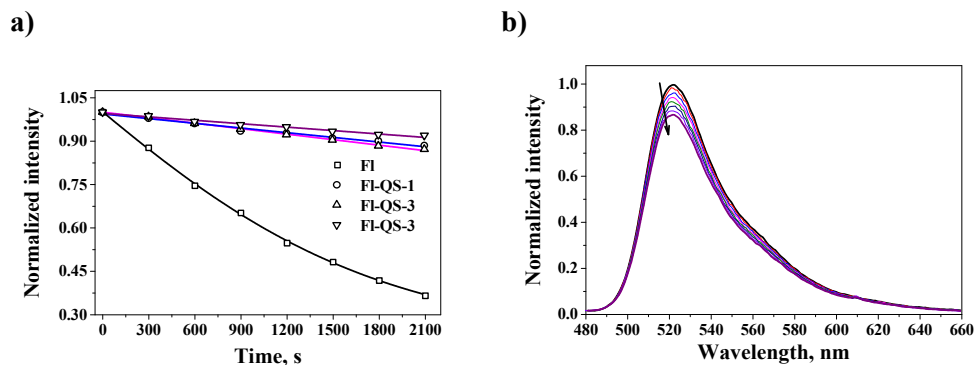 a)
b)
Normalized intensity
1.05
0.90
0.75
0.60
0.45
0.30
Fl
Fl-QS-1
Fl-QS-3
Fl-QS-3
0 300 600 900 1200 1500 1800 2100
Time, s
Normalized intensity
1.0
0.8
0.6
0.4
0.2
0.0
480 500 520 540 560 580 600 620 640 660
Wavelength, nm